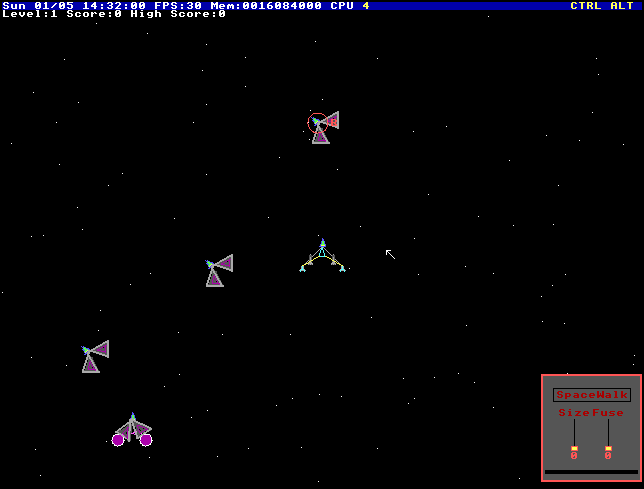 Sun 01/05 14:32:00 FPS:30 Mem:0016084000 CPU 4 CTRL ALT
Level:1 Score:0 High Score:0
R
SpaceWalk
Size Fuse
0 0